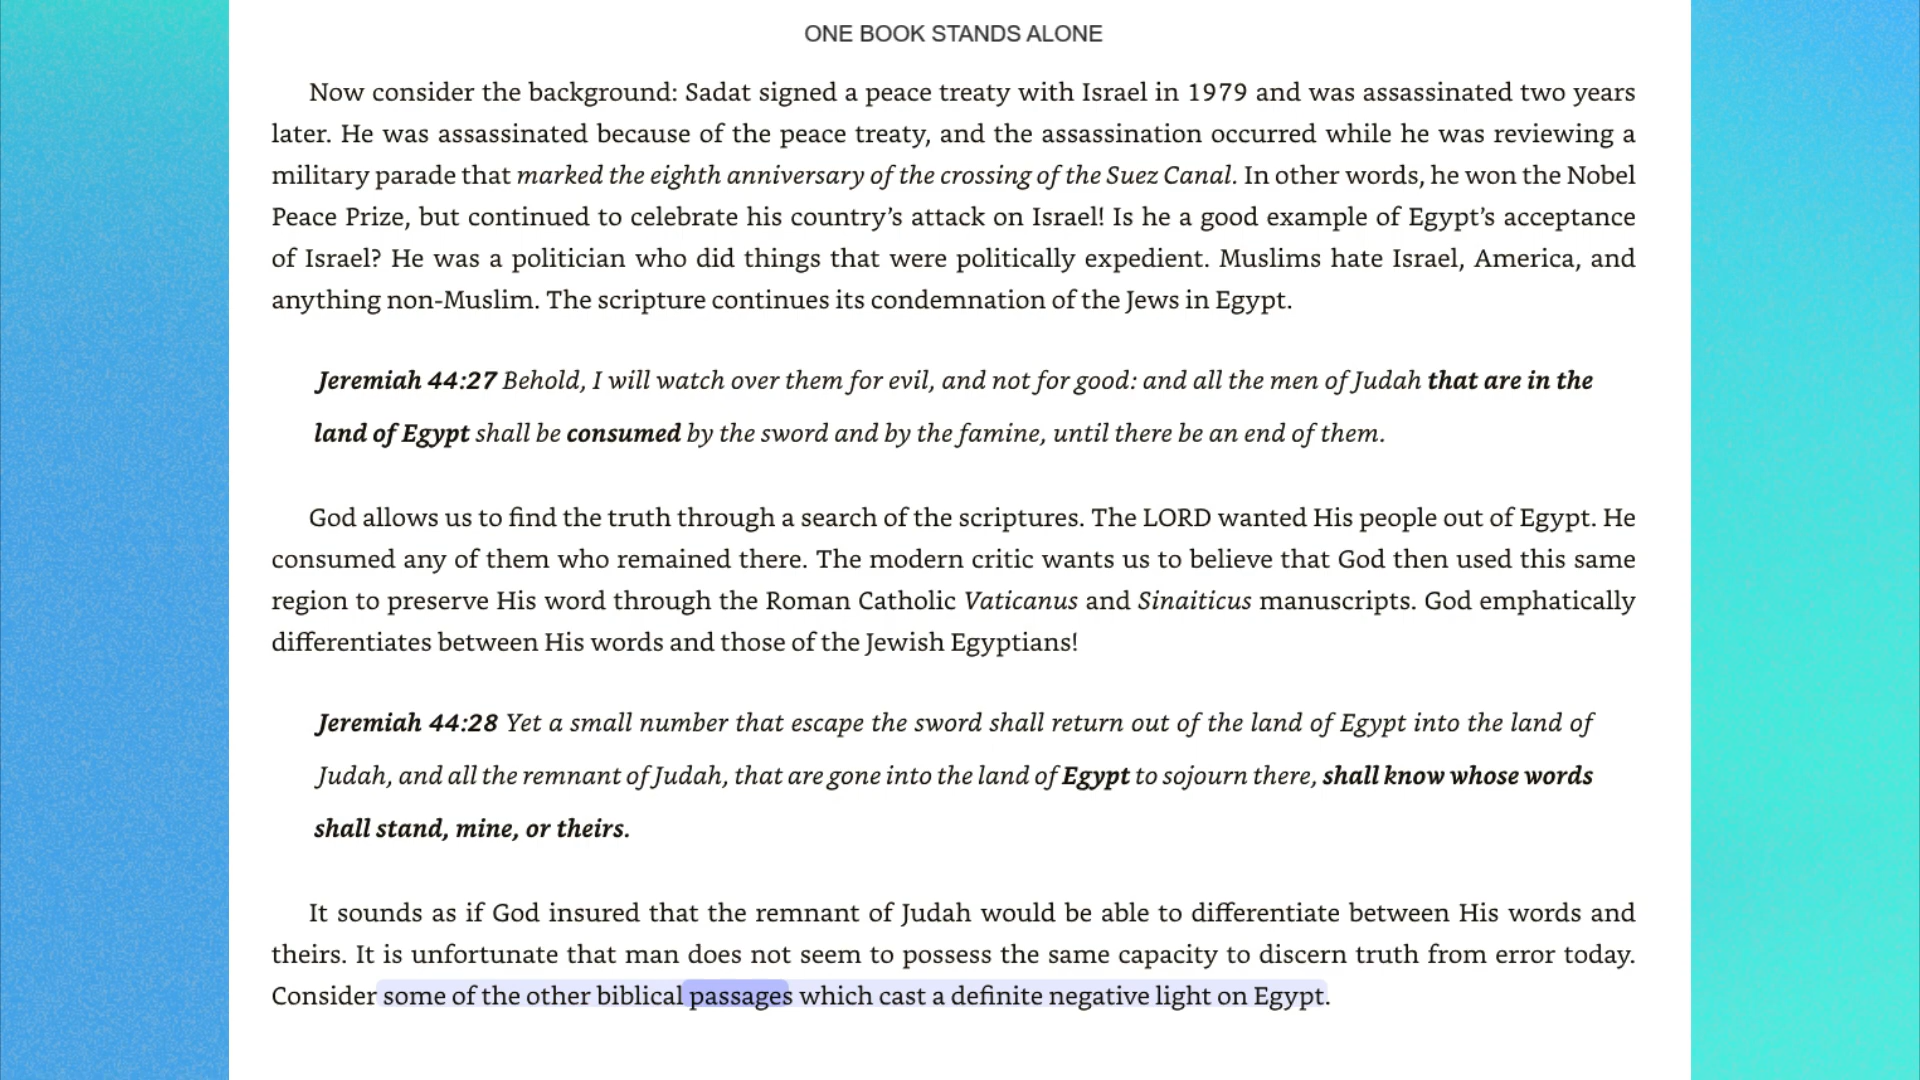 ONE BOOK STANDS ALONE
Now consider the background: Sadat signed a peace treaty with Israel in 1979 and was assassinated two years
later. He was assassinated because of the peace treaty, and the assassination occurred while he was reviewing a
military parade that marked the eighth anniversary of the crossing of the Suez Canal. In other words, he won the Nobel
Peace Prize, but continued to celebrate his country’s attack on Israel! Is he a good example of Egypt’s acceptance
of Israel? He was a politician who did things that were politically expedient. Muslims hate Israel, America, and
anything non-Muslim. The scripture continues its condemnation of the Jews in Egypt.
Jeremiah 44:27 Behold, I will watch over them for evil, and not for good: and all the men of Judah that are in the
land of Egypt shall be consumed by the sword and by the famine, until there be an end of them.
God allows us to find the truth through a search of the scriptures. The LORD wanted His people out of Egypt. He
consumed any of them who remained there. The modern critic wants us to believe that God then used this same
region to preserve His word through the Roman Catholic Vaticanus and Sinaiticus manuscripts. God emphatically
differentiates between His words and those of the Jewish Egyptians!
Jeremiah 44:28 Yet a small number that escape the sword shall return out of the land of Egypt into the land of
Judah, and all the remnant of Judah, that are gone into the land of Egypt to sojourn there, shall know whose words
shall stand, mine, or theirs.
It sounds as if God insured that the remnant of Judah would be able to differentiate between His words and
theirs. It is unfortunate that man does not seem to possess the same capacity to discern truth from error today.
Consider some of the other biblical passages which cast a definite negative light on Egypt.